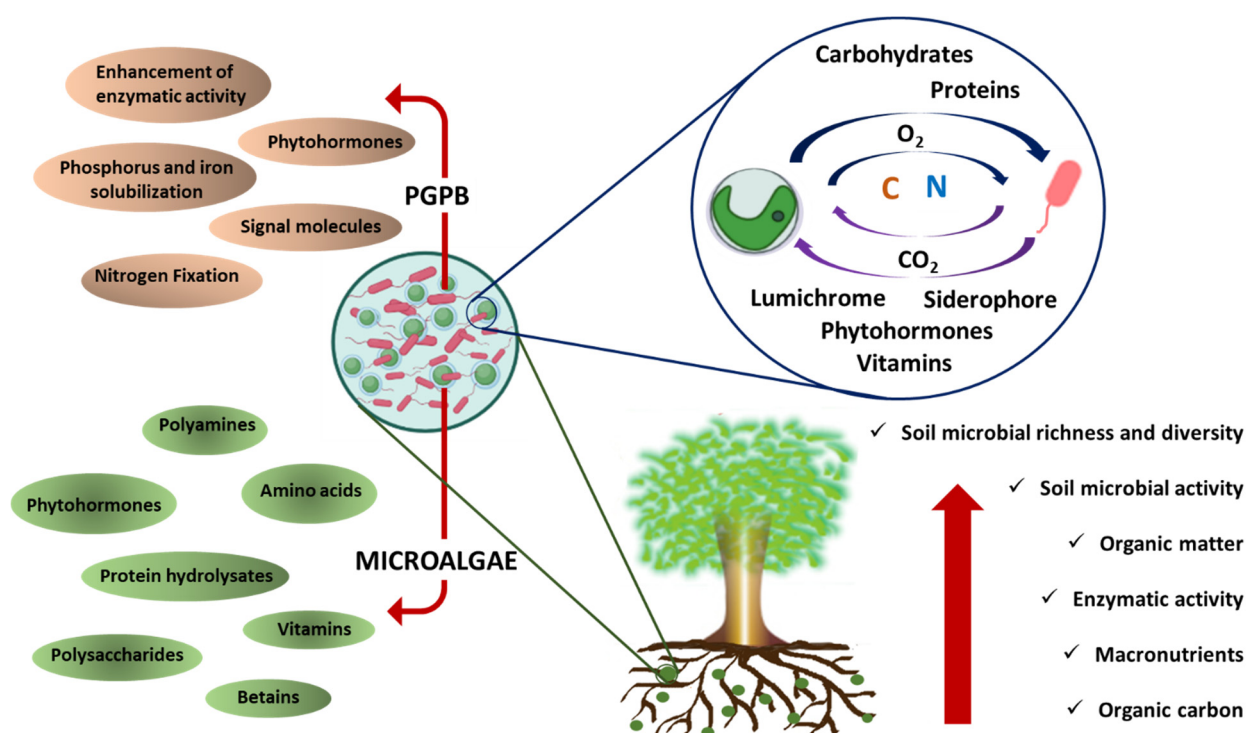 Enhancement of
enzymatic activity
Phytohormones
Phosphorus and iron
solubilization
Signal molecules
Nitrogen Fixation
PGPB
Carbohydrates
Proteins
O₂
C N
CO₂
Lumichrome Siderophore
Phytohormones
Vitamins
Polyamines
Phytohormones
Amino acids
Protein hydrolysates
Vitamins
Polysaccharides
Betains
MICROALGAE
✓ Soil microbial richness and diversity
✓ Soil microbial activity
✓ Organic matter
✓ Enzymatic activity
✓ Macronutrients
✓ Organic carbon